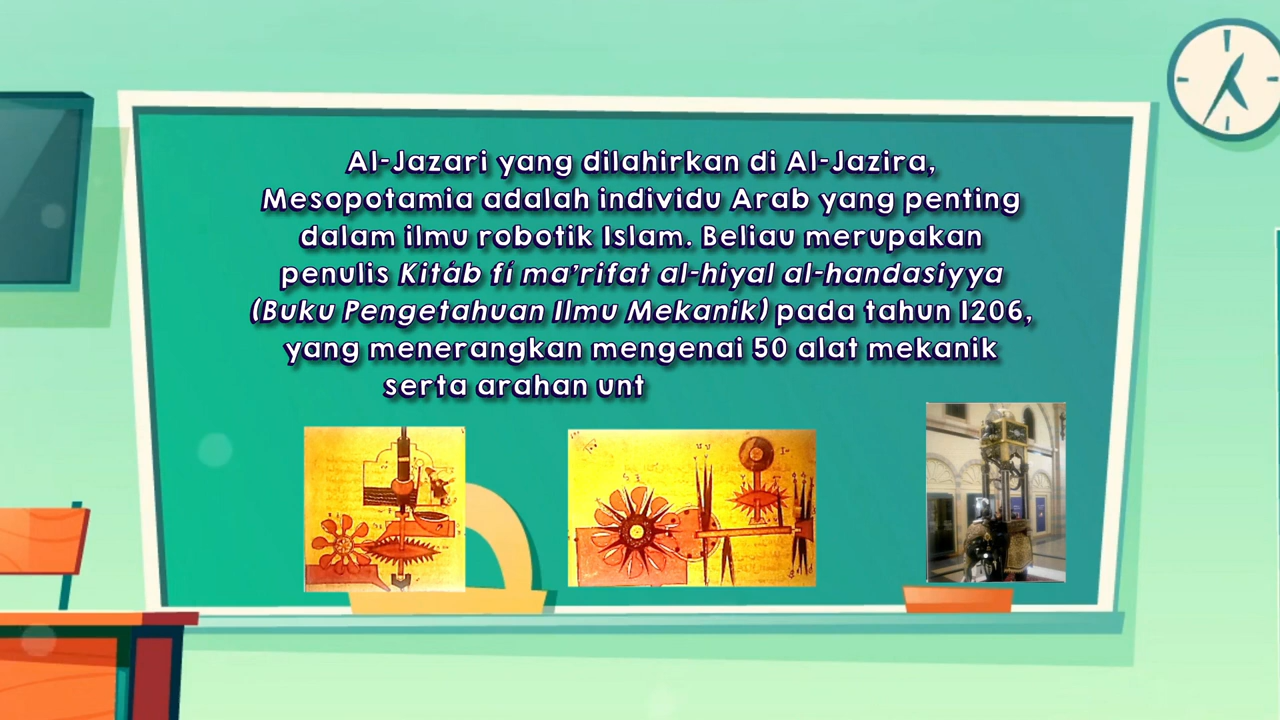 Al-Jazari yang dilahirkan di Al-Jazira,
Mesopotamia adalah individu Arab yang penting
dalam ilmu robotik Islam. Beliau merupakan
penulis Kitáb fí ma'rifat al-hiyal al-handasiyya
(Buku Pengetahuan Ilmu Mekanik) pada tahun 1206,
yang menerangkan mengenai 50 alat mekanik
serta arahan unt